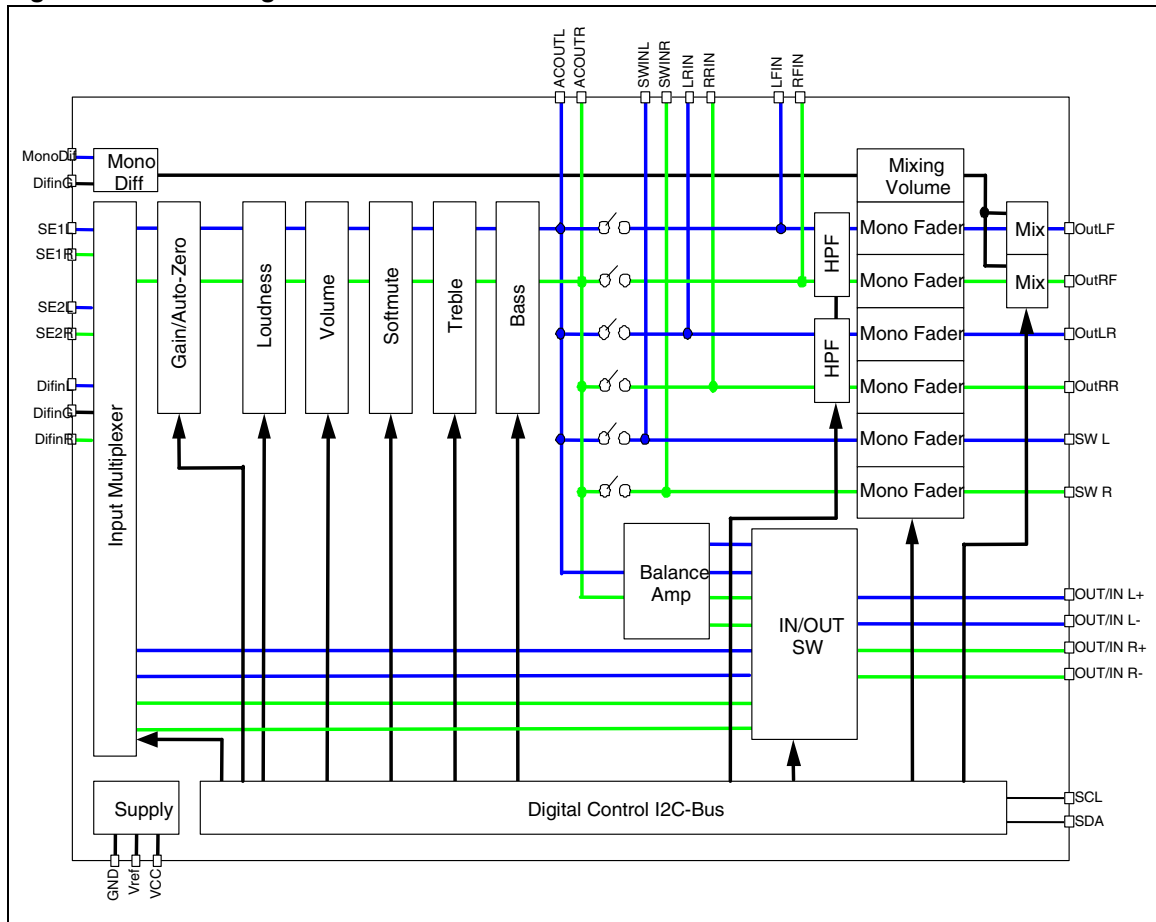 ACOUTL
ACOUTR
SWINL
SWINR
LRIN
RRIN
LFIN
RFIN
MonoDif
DifinG
Mono
Diff
Mixing
Volume
SE1L
SE1R
SE2L
SE2R
DifinL
DifinG
DifinR
Input Multiplexer
Gain/Auto-Zero
Loudness
Volume
Softmute
Treble
Bass
HPF
HPF
Mono Fader
Mono Fader
Mono Fader
Mono Fader
Mono Fader
Mono Fader
Mix
Mix
OutLF
OutRF
OutLR
OutRR
SW L
SW R
Balance
Amp
IN/OUT
SW
OUT/IN L+
OUT/IN L-
OUT/IN R+
OUT/IN R-
Supply
Digital Control I2C-Bus
SCL
SDA
GND
Vref
VCC